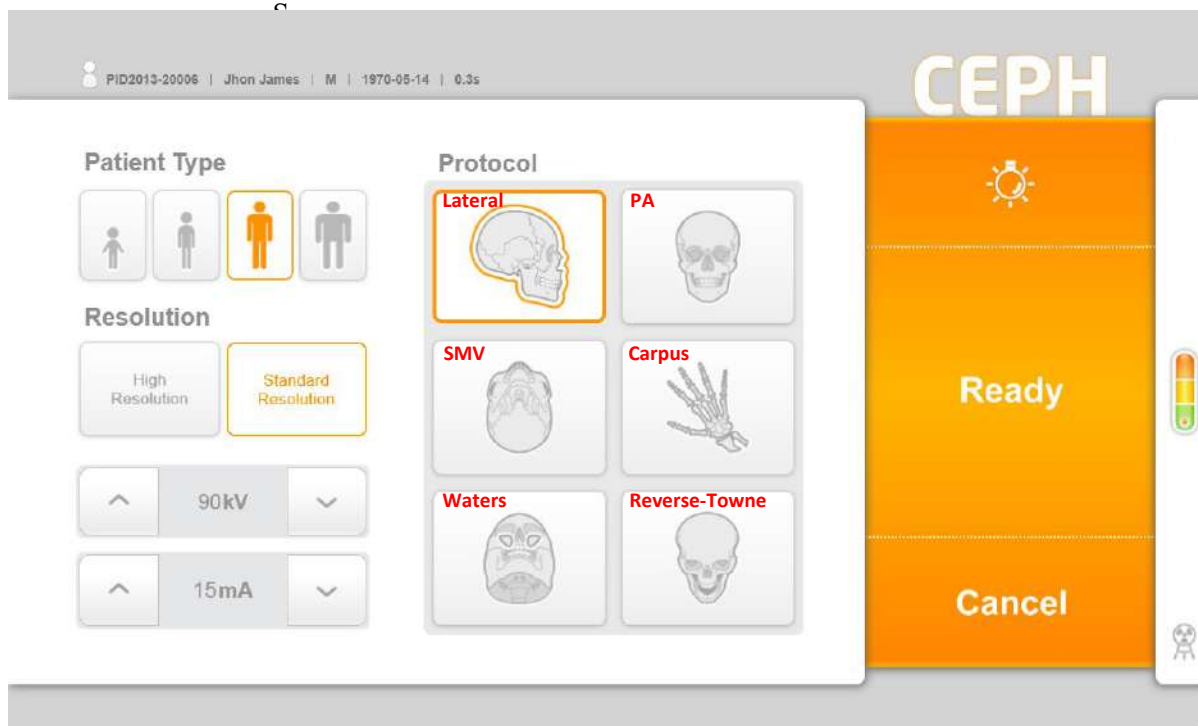 S
PID2013-20006 | Jhon James | M | 1970-05-14 | 0.3s
CEPH
Patient Type
Protocol
Lateral
PA
Resolution
High
Resolution
Standard
Resolution
SMV
Carpus
Ready
90kV
Waters
Reverse-Towne
15mA
Cancel